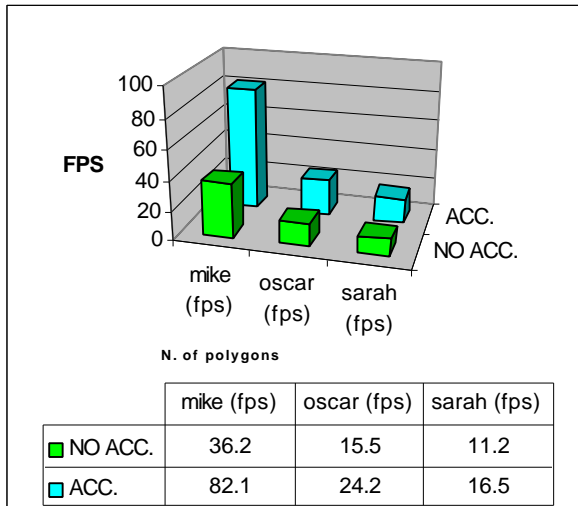 100
80
60
40
20
0
FPS
mike
(fps)
oscar
(fps)
sarah
(fps)
ACC.
NO ACC.
N. of polygons
mike (fps) oscar (fps) sarah (fps)
NO ACC. 36.2 15.5 11.2
ACC. 82.1 24.2 16.5